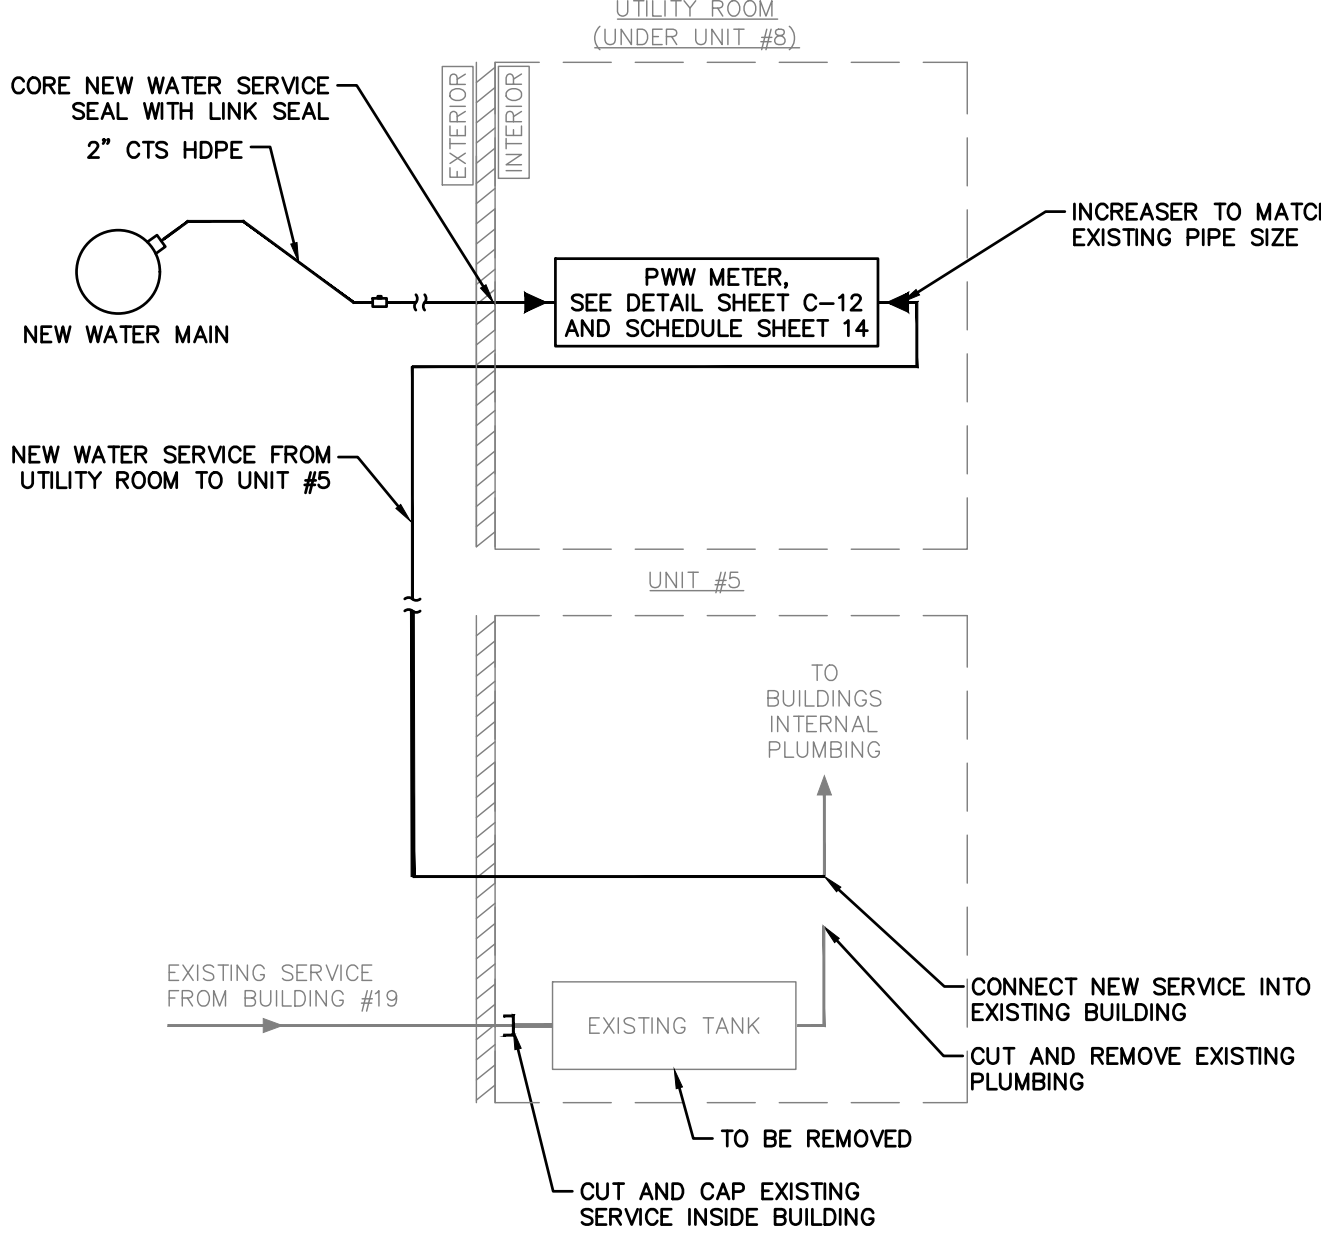 UTILITY ROOM
(UNDER UNIT #8)
CORE NEW WATER SERVICE
SEAL WITH LINK SEAL
2" CTS HDPE
EXTERIOR
INTERIOR
INCREASER TO MATCH
EXISTING PIPE SIZE
PWW METER,
SEE DETAIL SHEET C-12
AND SCHEDULE SHEET 14
NEW WATER MAIN
NEW WATER SERVICE FROM
UTILITY ROOM TO UNIT #5
UNIT #5
TO
BUILDINGS
INTERNAL
PLUMBING
EXISTING SERVICE
FROM BUILDING #19
EXISTING TANK
CONNECT NEW SERVICE INTO
EXISTING BUILDING
CUT AND REMOVE EXISTING
PLUMBING
TO BE REMOVED
CUT AND CAP EXISTING
SERVICE INSIDE BUILDING